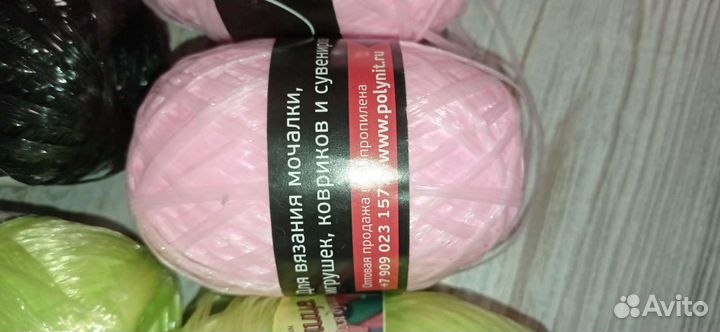 Для вязания мочалки,
игрушек, ковриков и сувениров
Оптовая продажа
пропилена
+7 909 023 157
www.polynit.ru
Avito